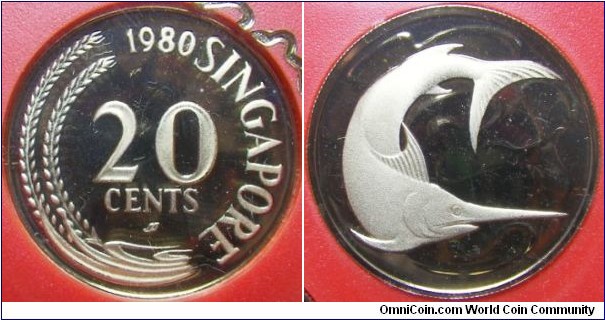 1980 SINGAPORE
20
CENTS
OmniCoin.com World Coin Community